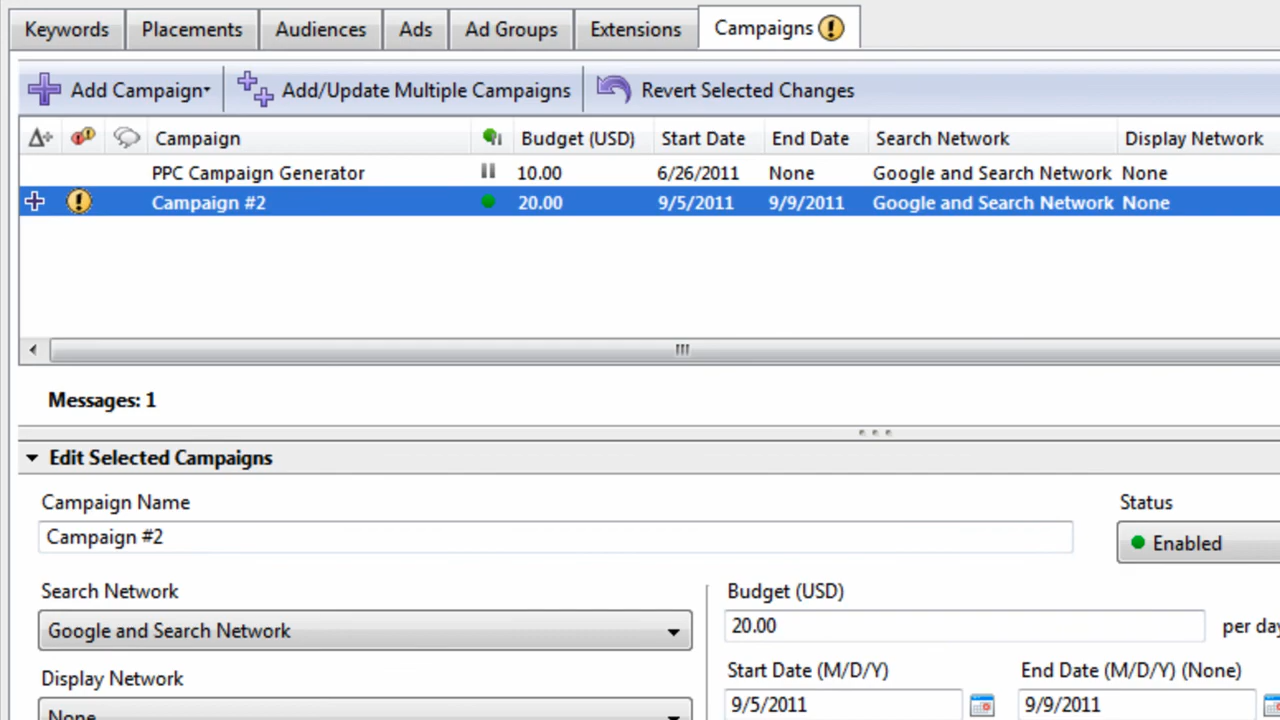 Keywords Placements Audiences Ads Ad Groups Extensions Campaigns
Add Campaign Add/Update Multiple Campaigns Revert Selected Changes
Campaign Budget (USD) Start Date End Date Search Network Display Network
PPC Campaign Generator 10.00 6/26/2011 None Google and Search Network None
Campaign #2 20.00 9/5/2011 9/9/2011 Google and Search Network None
Messages: 1
Edit Selected Campaigns
Campaign Name Status
Campaign #2 Enabled
Search Network Budget (USD)
Google and Search Network 20.00 per day
Display Network Start Date (M/D/Y) End Date (M/D/Y) (None)
None 9/5/2011 9/9/2011